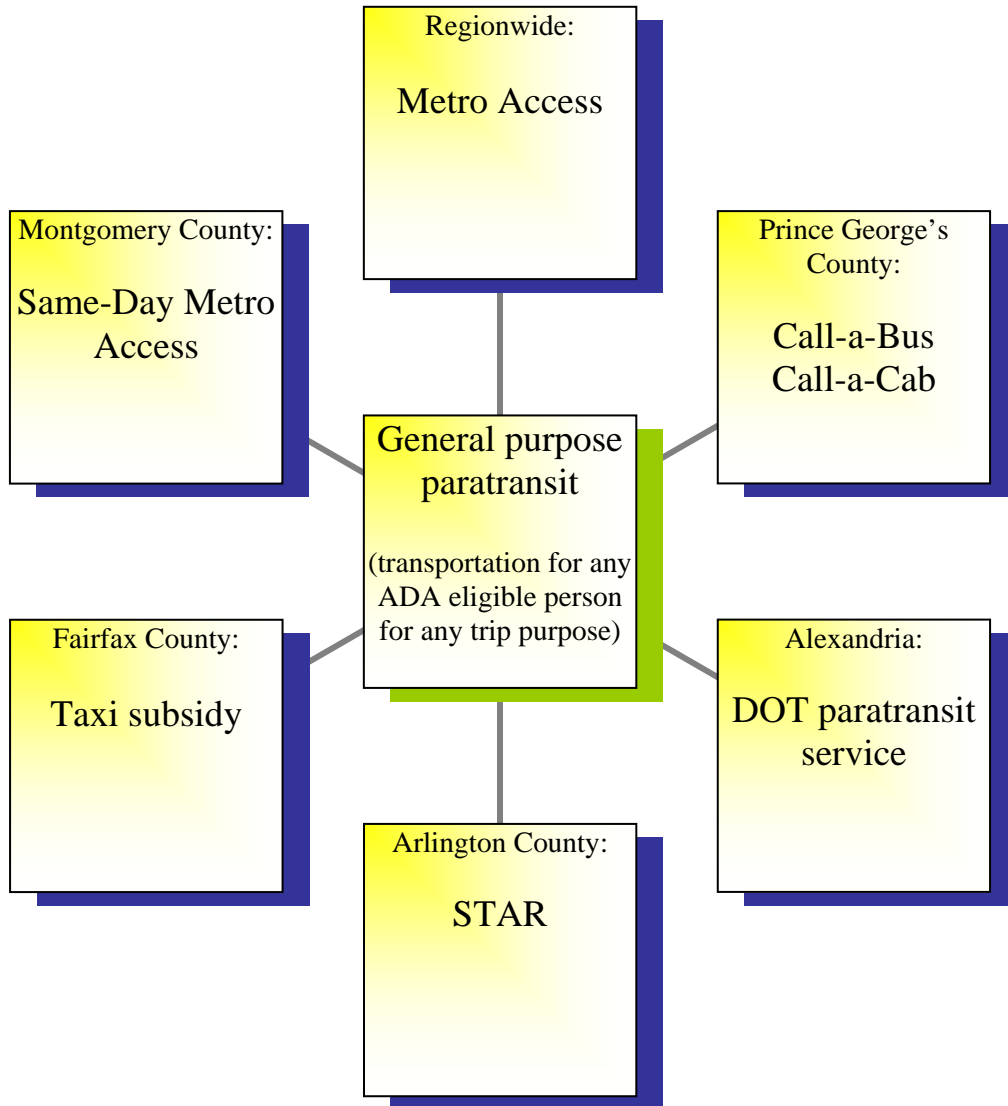 Regionwide:
Metro Access
Montgomery County:
Same-Day Metro
Access
Prince George's
County:
Call-a-Bus
Call-a-Cab
General purpose
paratransit
(transportation for any
ADA eligible person
for any trip purpose)
Fairfax County:
Taxi subsidy
Alexandria:
DOT paratransit
service
Arlington County:
STAR